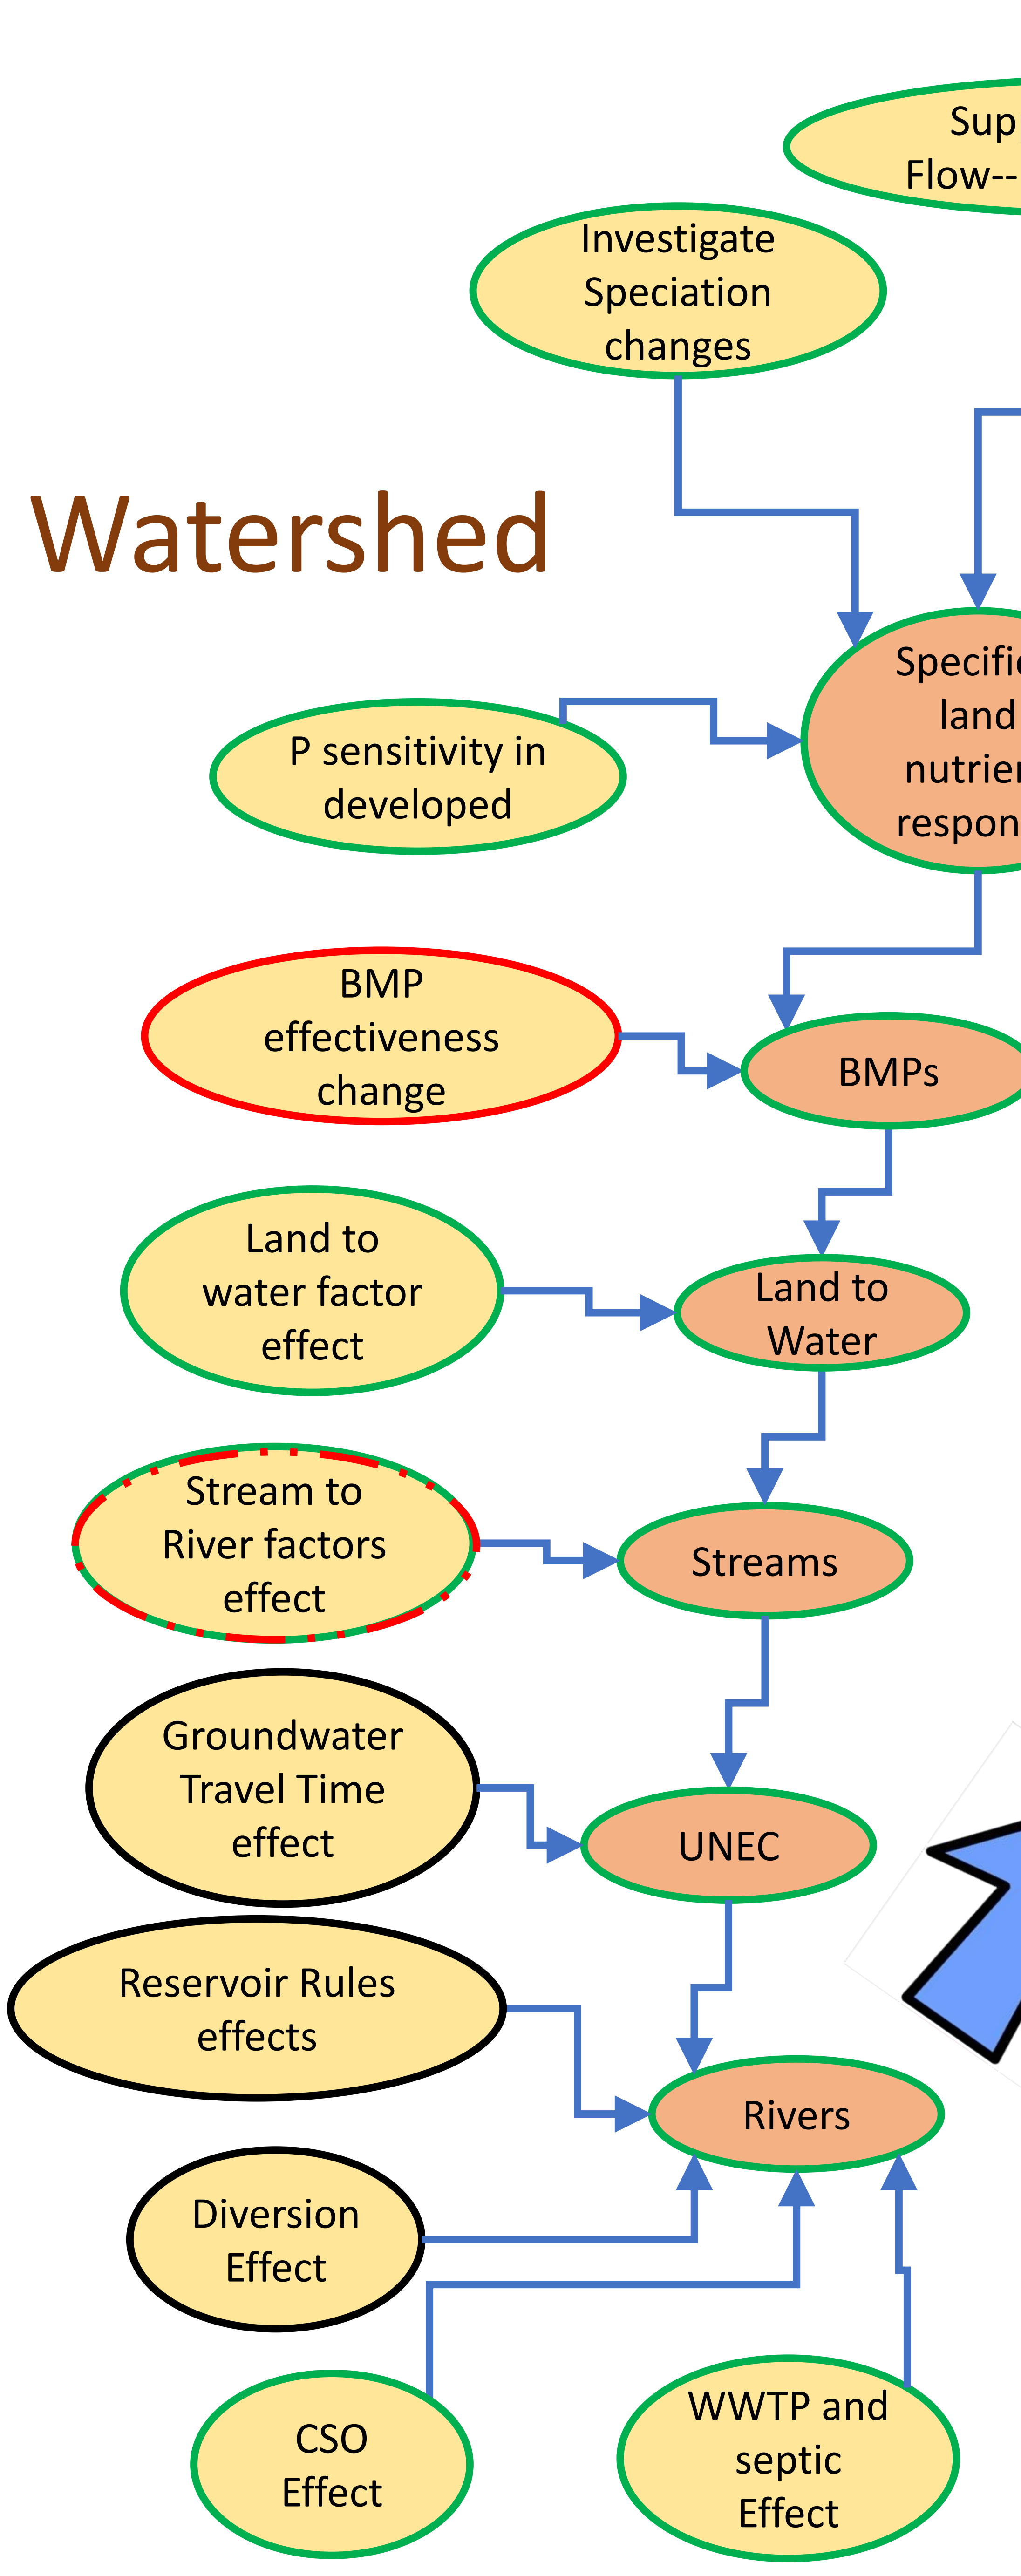 Flow--
Investigate
Speciation
changes
Watershed
land
P sensitivity in
developed
BMP
effectiveness
change
BMPs
Land to
water factor
effect
Land to
Water
Stream to
River factors
effect
Streams
Groundwater
Travel Time
effect
UNEC
Reservoir Rules
effects
Rivers
Diversion
Effect
CSO
Effect
WWTP and
septic
Effect